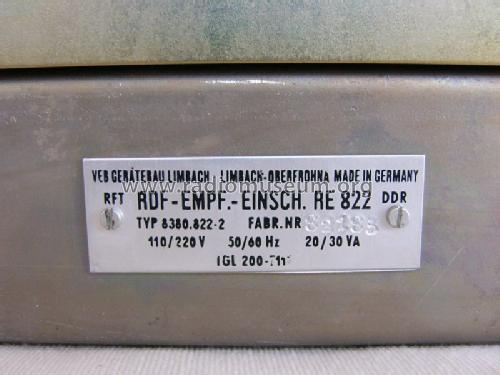 VEB GERÄTEBAU LIMBACH · LIMBACH-OBERFROHNA MADE IN GERMANY
RFT RDF-EMPF.-EINSCH. RE 822 DDR
TYP 8380.822-2 FABR.NR
110/220 V 50/60 Hz 20/30 VA
TGL 200-
www.radiomuseum.org